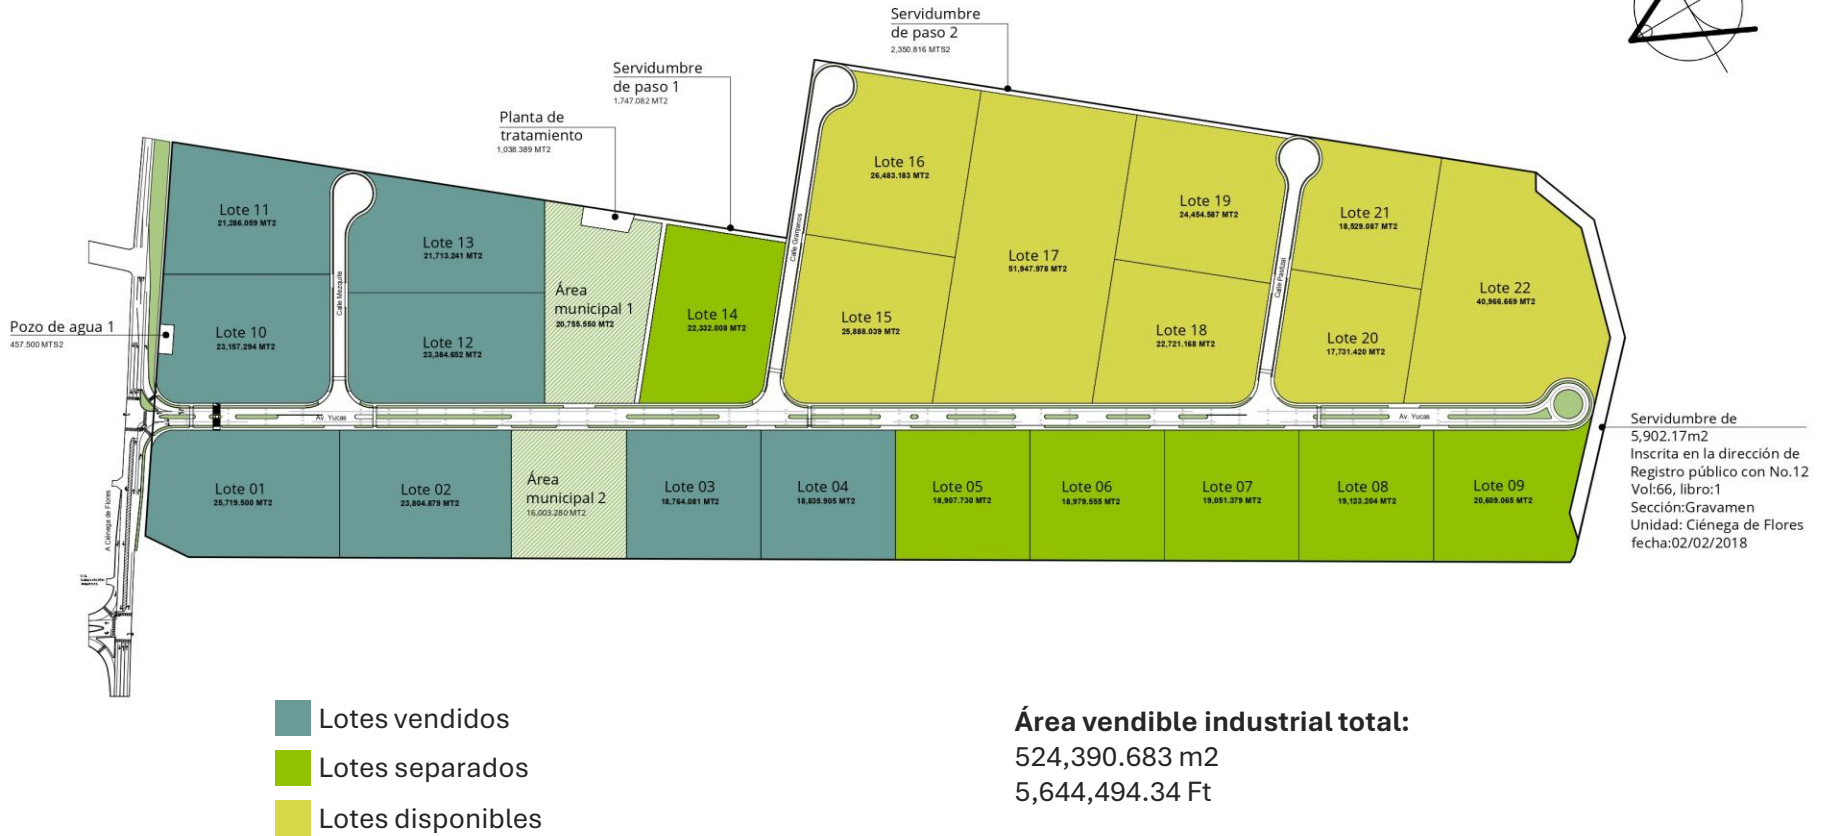 Servidumbre
de paso 2
2,350.816 MTS2
Servidumbre
de paso 1
1,747.082 MT2
Planta de
tratamiento
1,038.389 MT2
Lote 16
26,483.183 MT2
Lote 11
21,286.059 MT2
Lote 19
24,454.587 MT2
Lote 21
18,529.087 MT2
Lote 13
21,713.241 MT2
Calle Granjenos
Lote 17
51,947.978 MT2
Calle Mezquite
Área
municipal 1
20,755.550 MT2
Calle Pastizal
Lote 22
40,966.669 MT2
Pozo de agua 1
457.500 MTS2
Lote 10
23,157.294 MT2
Lote 12
23,384.652 MT2
Lote 14
22,332.008 MT2
Lote 15
25,888.039 MT2
Lote 18
22,721.168 MT2
Lote 20
17,731.420 MT2
Av. Yucas
Av. Yucas
Servidumbre de
5,902.17m2
Inscrita en la dirección de
Registro público con No.12
Vol:66, libro:1
Sección:Gravamen
Unidad: Ciénega de Flores
fecha:02/02/2018
A Ciénega de Flores
Lote 01
25,719.500 MT2
Lote 02
23,804.879 MT2
Área
municipal 2
16,003.280 MT2
Lote 03
18,764.081 MT2
Lote 04
18,835.905 MT2
Lote 05
18,907.730 MT2
Lote 06
18,979.555 MT2
Lote 07
19,051.379 MT2
Lote 08
19,123.204 MT2
Lote 09
20,609.065 MT2
Lotes vendidos
Lotes separados
Lotes disponibles
Área vendible industrial total:
524,390.683 m2
5,644,494.34 Ft